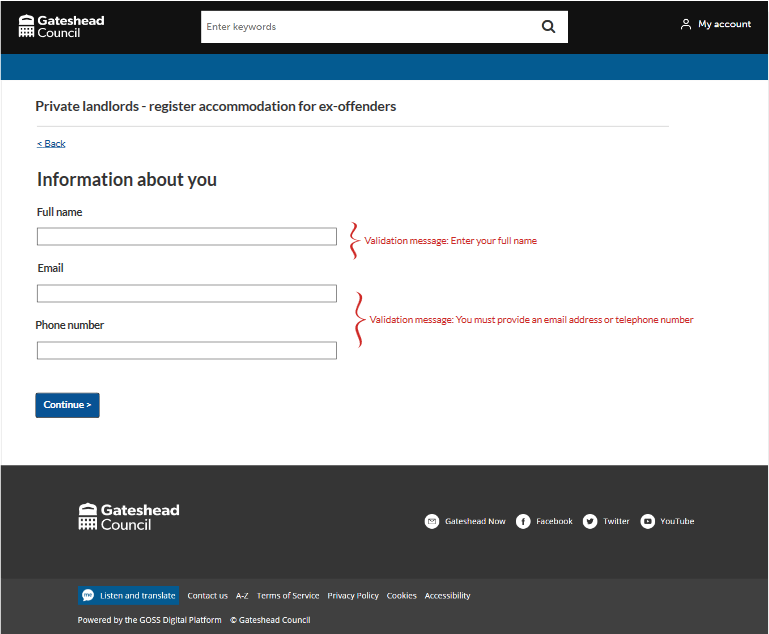 Gateshead
Council
Enter keywords
My account
Private landlords - register accommodation for ex-offenders
< Back
Information about you
Full name
Validation message: Enter your full name
Email
Validation message: You must provide an email address or telephone number
Phone number
Continue >
Gateshead
Council
Gateshead Now Facebook Twitter YouTube
me Listen and translate Contact us A-Z Terms of Service Privacy Policy Cookies Accessibility
Powered by the GOSS Digital Platform © Gateshead Council